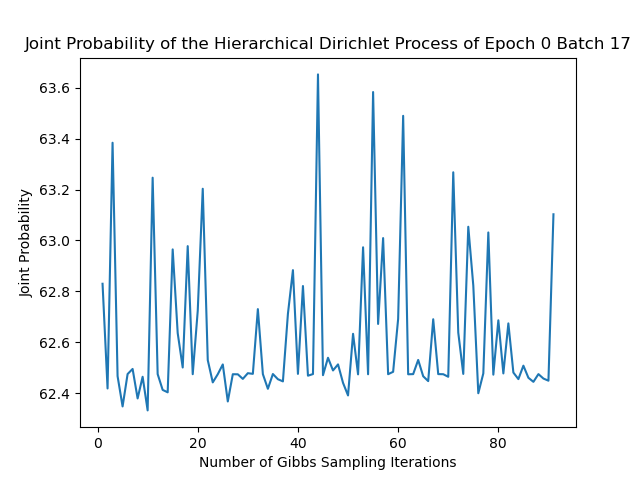 Joint Probability of the Hierarchical Dirichlet Process of Epoch 0 Batch 17
63.6
63.4
63.2
63.0
62.8
62.6
62.4
Joint Probability
0 20 40 60 80
Number of Gibbs Sampling Iterations